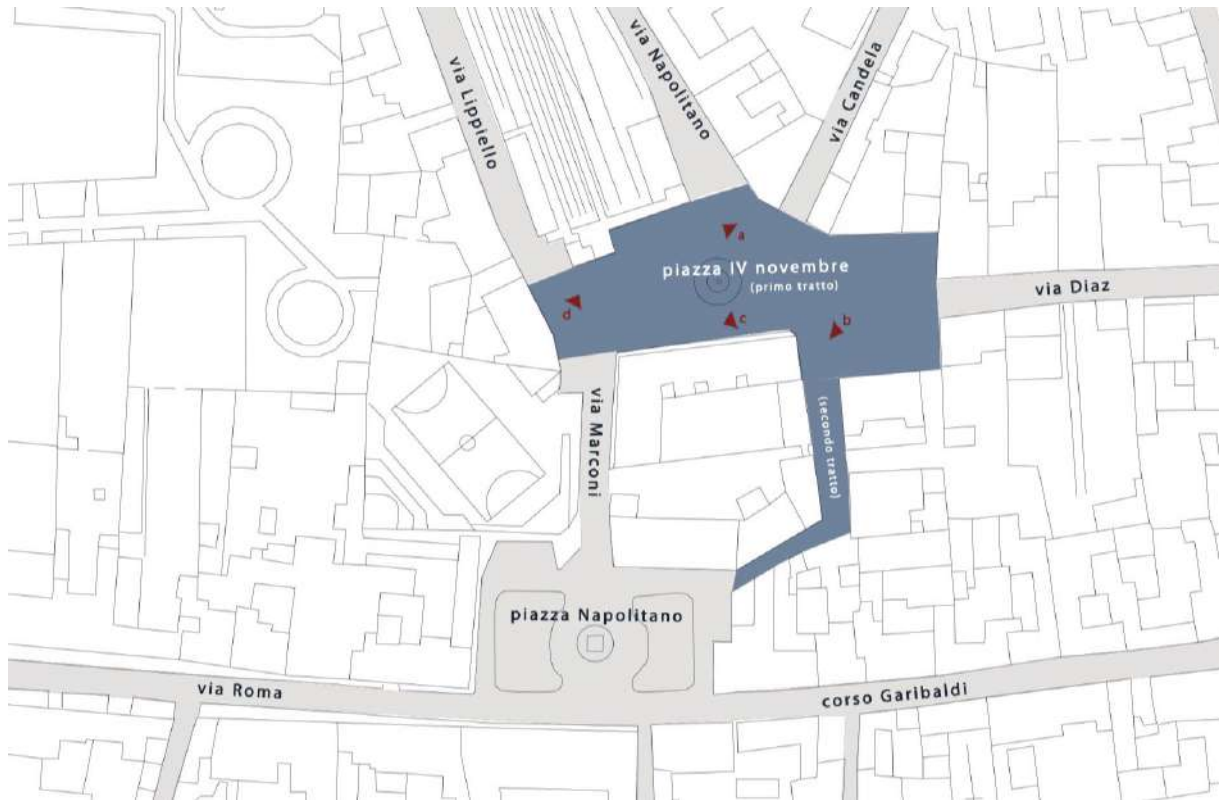 via Lippiello
via Napolitano
via Candela
a
piazza IV novembre
(primo tratto)
via Diaz
d
c
b
via Marconi
(secondo tratto)
piazza Napolitano
via Roma
corso Garibaldi